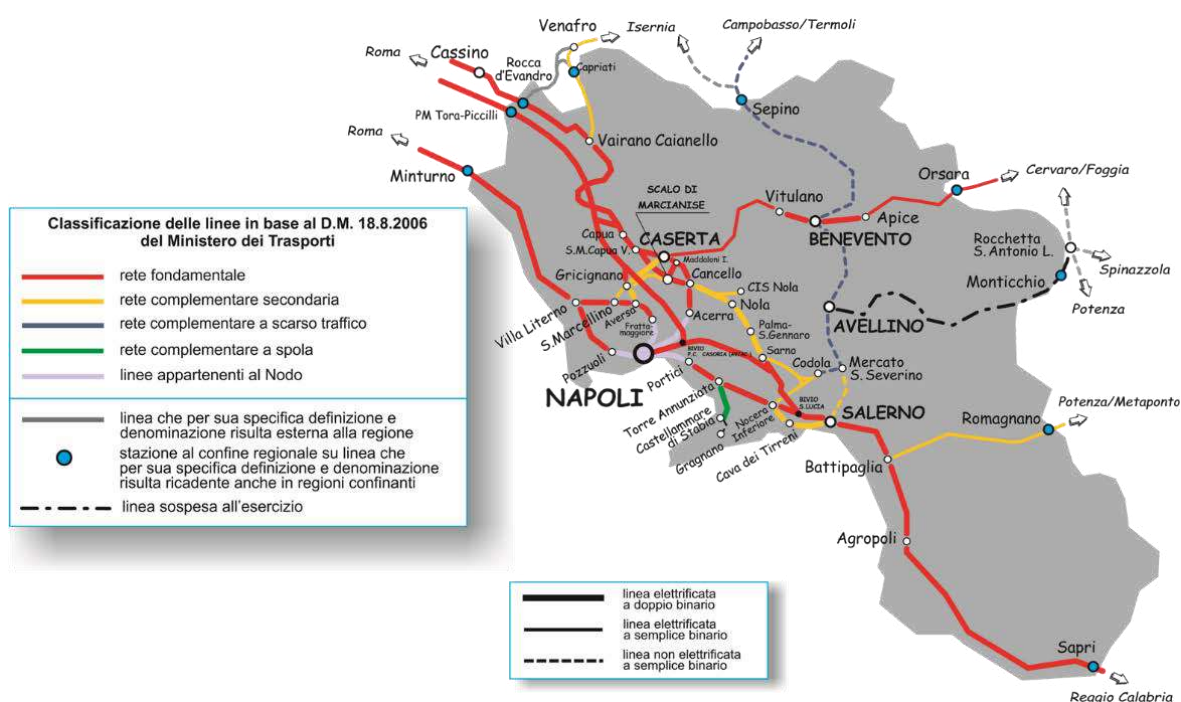 Venafro
Isernia
Campobasso/Termoli
Roma
Cassino
Rocca
d'Evandro
Capriati
PM Tora-Piccilli
Sepino
Roma
Vairano Caianello
Minturno
Orsara
Cervaro/Foggia
SCALO DI
MARCIANISE
Vitulano
Apice
BENEVENTO
Capua
S.M.Capua V.
CASERTA
Maddaloni I.
Rocchetta
S. Antonio L.
Spinazzola
Monticchio
Potenza
Gricignano
Cancello
CIS Nola
Nola
Villa Literno
S.Marcellino
Aversa
Fratta-
maggiore
Acerra
AVELLINO
Palma-
S.Gennaro
BIVIO
Sarno
Pozzuoli
NAPOLI
Portici
Codola
Mercato
S. Severino
Torre Annunziata
Castellammare
di Stabia
Gragnano
Nocera
Inferiore
Cava dei Tirreni
BIVIO
S.LUCIA
SALERNO
Romagnano
Potenza/Metaponto
Battipaglia
Agropoli
Sapri
Reggio Calabria
Classificazione delle linee in base al D.M. 18.8.2006
del Ministero dei Trasporti
rete fondamentale
rete complementare secondaria
rete complementare a scarso traffico
rete complementare a spola
linee appartenenti al Nodo
linea che per sua specifica definizione e
denominazione risulta esterna alla regione
stazione al confine regionale su linea che
per sua specifica definizione e denominazione
risulta ricadente anche in regioni confinanti
linea sospesa all'esercizio
linea elettrificata
a doppio binario
linea elettrificata
a semplice binario
linea non elettrificata
a semplice binario